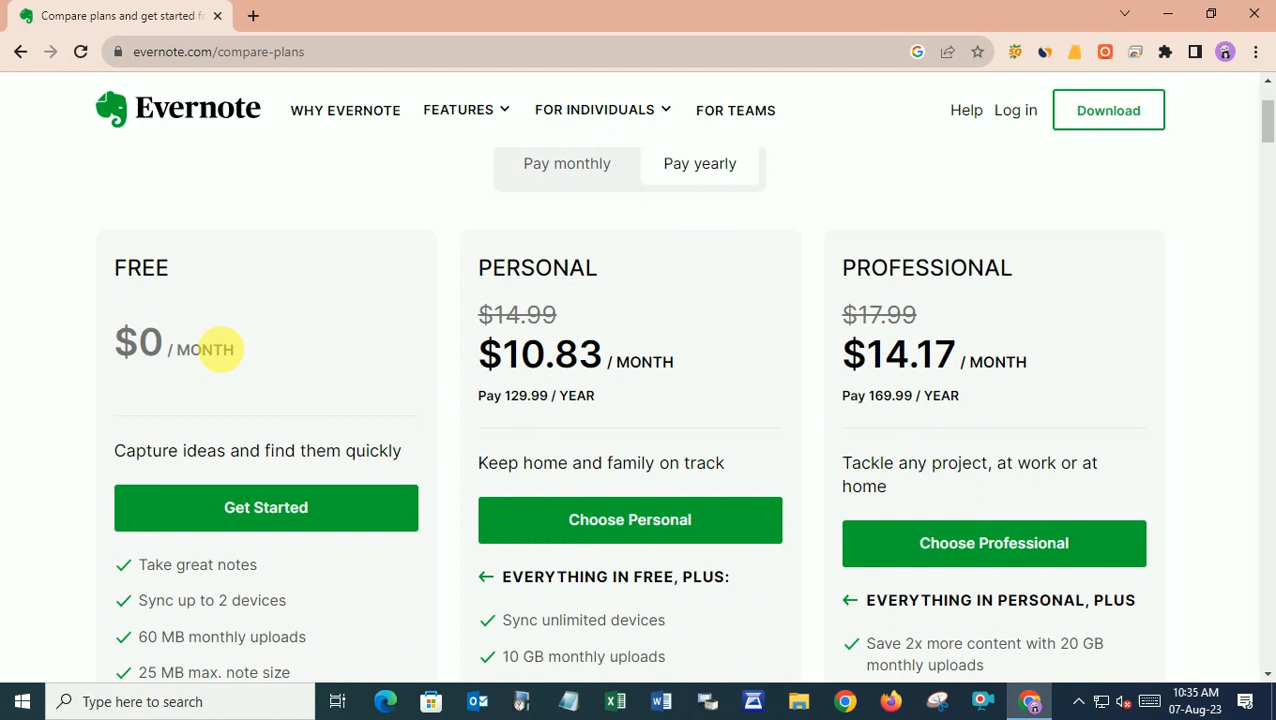 Compare plans and get started fo
evernote.com/compare-plans
Evernote
WHY EVERNOTE
FEATURES
FOR INDIVIDUALS
FOR TEAMS
Help
Log in
Download
Pay monthly
Pay yearly
FREE
$0 / MONTH
Capture ideas and find them quickly
Get Started
Take great notes
Sync up to 2 devices
60 MB monthly uploads
25 MB max. note size
PERSONAL
$14.99
$10.83 / MONTH
Pay 129.99 / YEAR
Keep home and family on track
Choose Personal
EVERYTHING IN FREE, PLUS:
Sync unlimited devices
10 GB monthly uploads
PROFESSIONAL
$17.99
$14.17 / MONTH
Pay 169.99 / YEAR
Tackle any project, at work or at
home
Choose Professional
EVERYTHING IN PERSONAL, PLUS
Save 2x more content with 20 GB
monthly uploads
Type here to search
10:35 AM
07-Aug-23